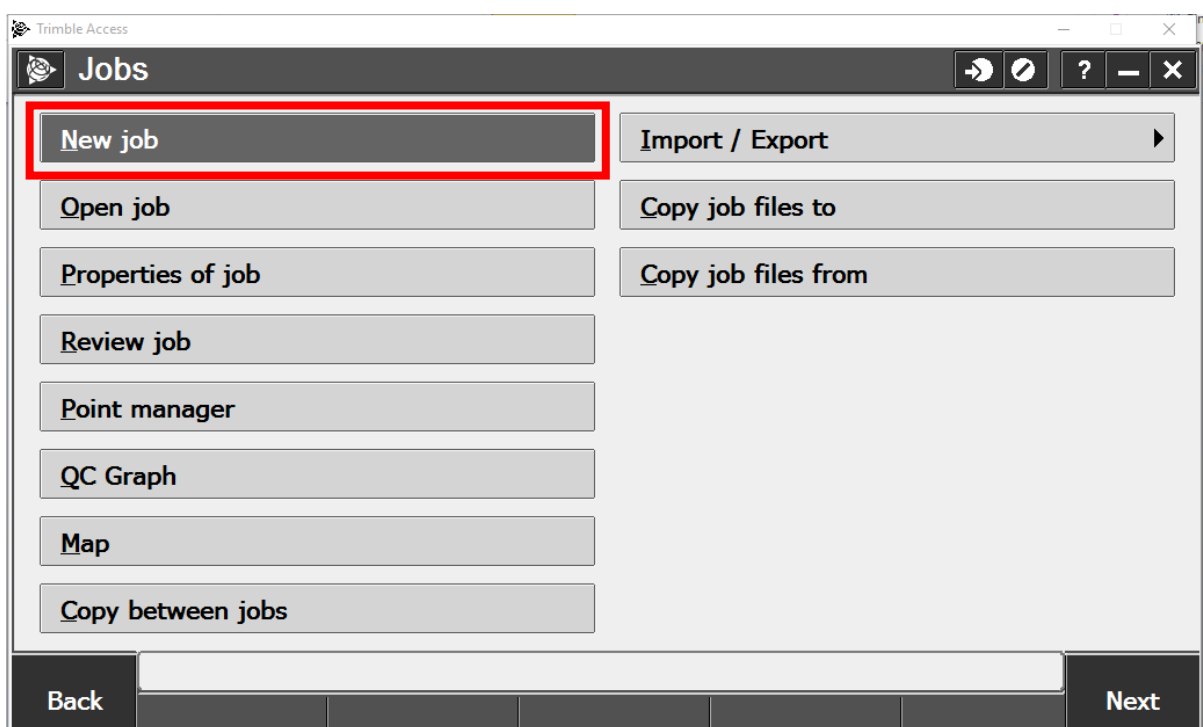 Trimble Access
Jobs
?
New job
Open job
Properties of job
Review job
Point manager
QC Graph
Map
Copy between jobs
Import / Export
Copy job files to
Copy job files from
Back
Next